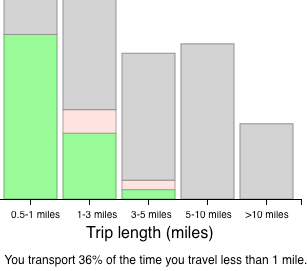 0.5-1 miles 1-3 miles 3-5 miles 5-10 miles >10 miles
Trip length (miles)
You transport 36% of the time you travel less than 1 mile.